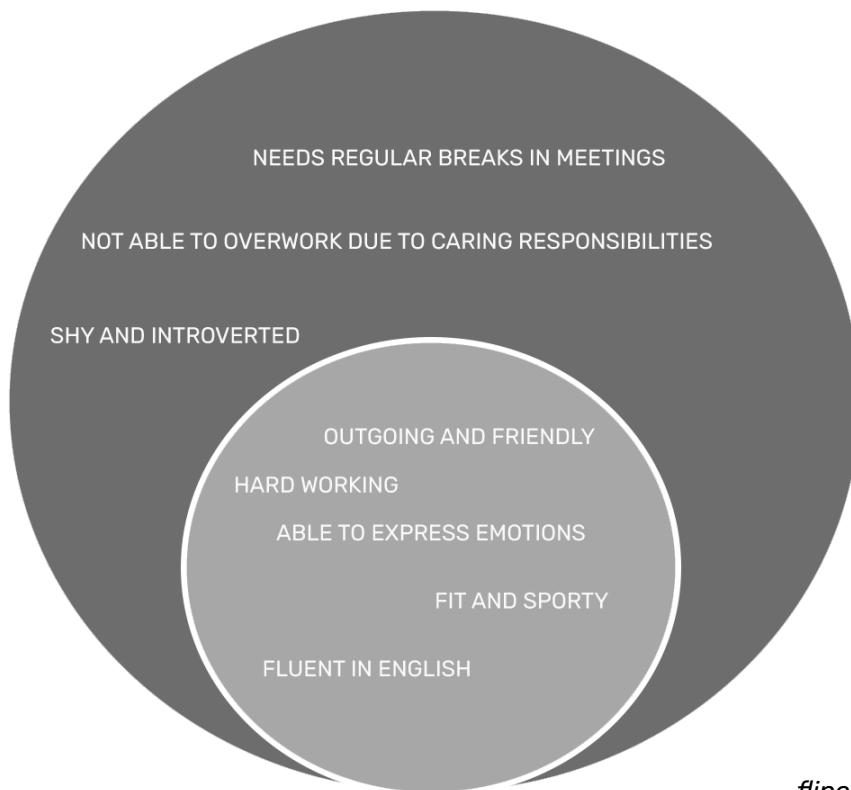 NEEDS REGULAR BREAKS IN MEETINGS
NOT ABLE TO OVERWORK DUE TO CARING RESPONSIBILITIES
SHY AND INTROVERTED
OUTGOING AND FRIENDLY
HARD WORKING
ABLE TO EXPRESS EMOTIONS
FIT AND SPORTY
FLUENT IN ENGLISH